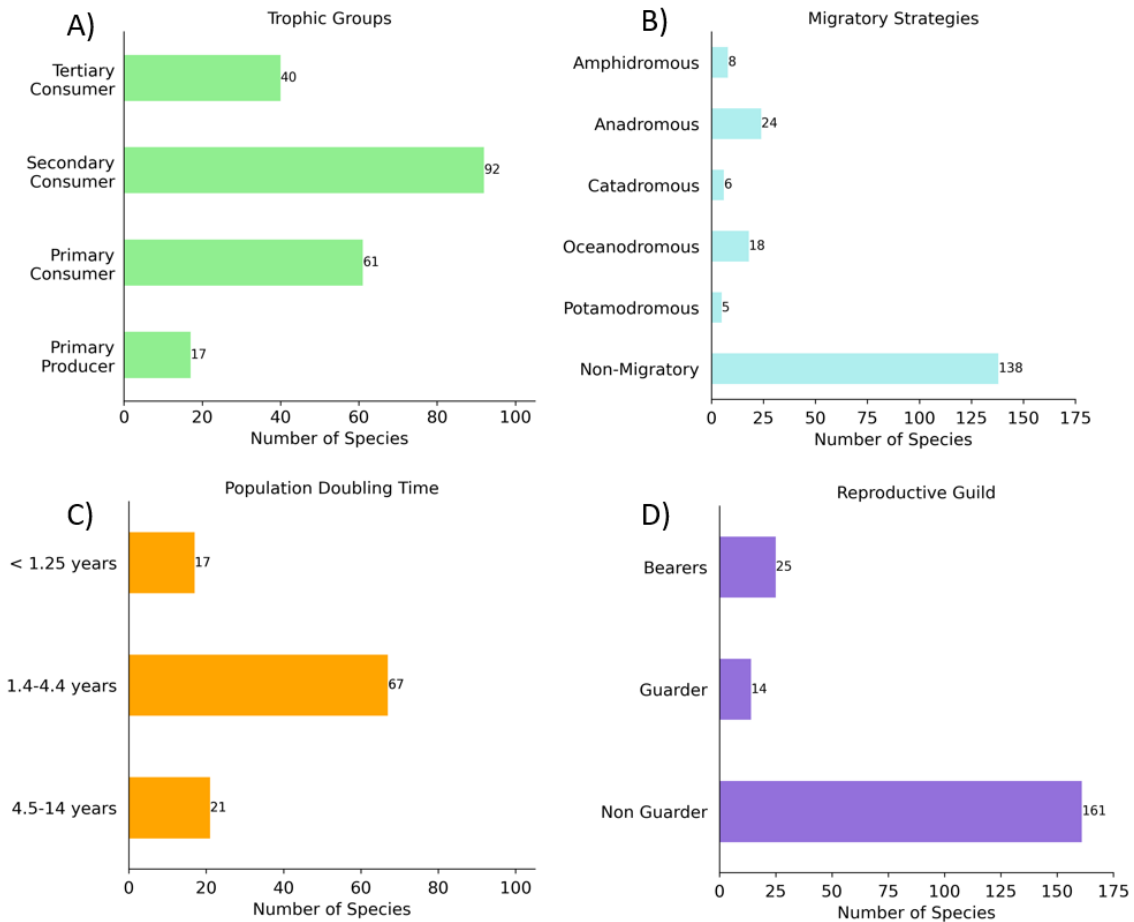 A)
Trophic Groups
Tertiary
Consumer
40
Secondary
Consumer
92
Primary
Consumer
61
Primary
Producer
17
0 20 40 60 80 100
Number of Species
B)
Migratory Strategies
Amphidromous 8
Anadromous 24
Catadromous 6
Oceanodromous 18
Potamodromous 5
Non-Migratory 138
0 25 50 75 100 125 150 175
Number of Species
C)
Population Doubling Time
< 1.25 years 17
1.4-4.4 years 67
4.5-14 years 21
0 20 40 60 80 100
Number of Species
D)
Reproductive Guild
Bearers 25
Guarder 14
Non Guarder 161
0 25 50 75 100 125 150 175
Number of Species